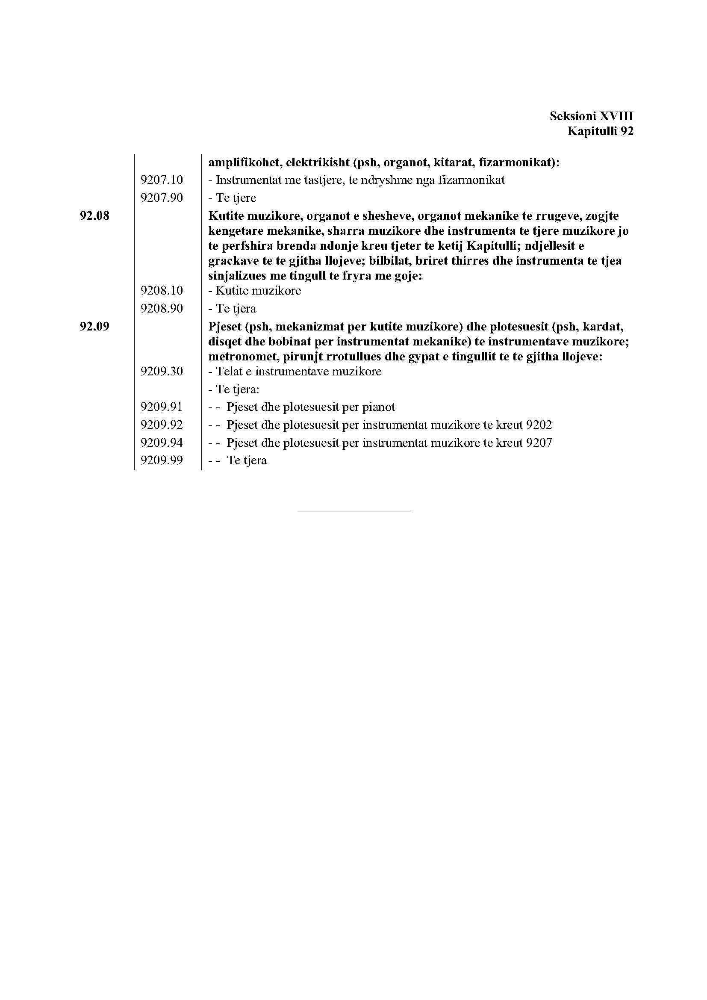 Seksioni XVIII
Kapitulli 92
amplifikohet, elektrikisht (psh, organot, kitarat, fizarmonikat):
9207.10 - Instrumentat me tastjere, te ndryshme nga fizarmonikat
9207.90 - Te tjere
92.08 Kutite muzikore, organot e shesheve, organot mekanike te rrugeve, zogjte
kengetare mekanike, sharra muzikore dhe instrumenta te tjere muzikore jo
te perfshira brenda ndonje kreu tjeter te ketij Kapitulli; ndjellesit e
grackave te te gjitha llojeve; bilbilat, briret thirres dhe instrumenta te tjea
sinjalizues me tingull te fryra me goje:
9208.10 - Kutite muzikore
9208.90 - Te tjera
92.09 Pjeset (psh, mekanizmat per kutite muzikore) dhe plotesuesit (psh, kardat,
disqet dhe bobinat per instrumentat mekanike) te instrumentave muzikore;
metronomet, pirunjt rrotullues dhe gypat e tingullit te te gjitha llojeve:
9209.30 - Telat e instrumentave muzikore
- Te tjera:
9209.91 - - Pjeset dhe plotesuesit per pianot
9209.92 - - Pjeset dhe plotesuesit per instrumentat muzikore te kreut 9202
9209.94 - - Pjeset dhe plotesuesit per instrumentat muzikore te kreut 9207
9209.99 - - Te tjera